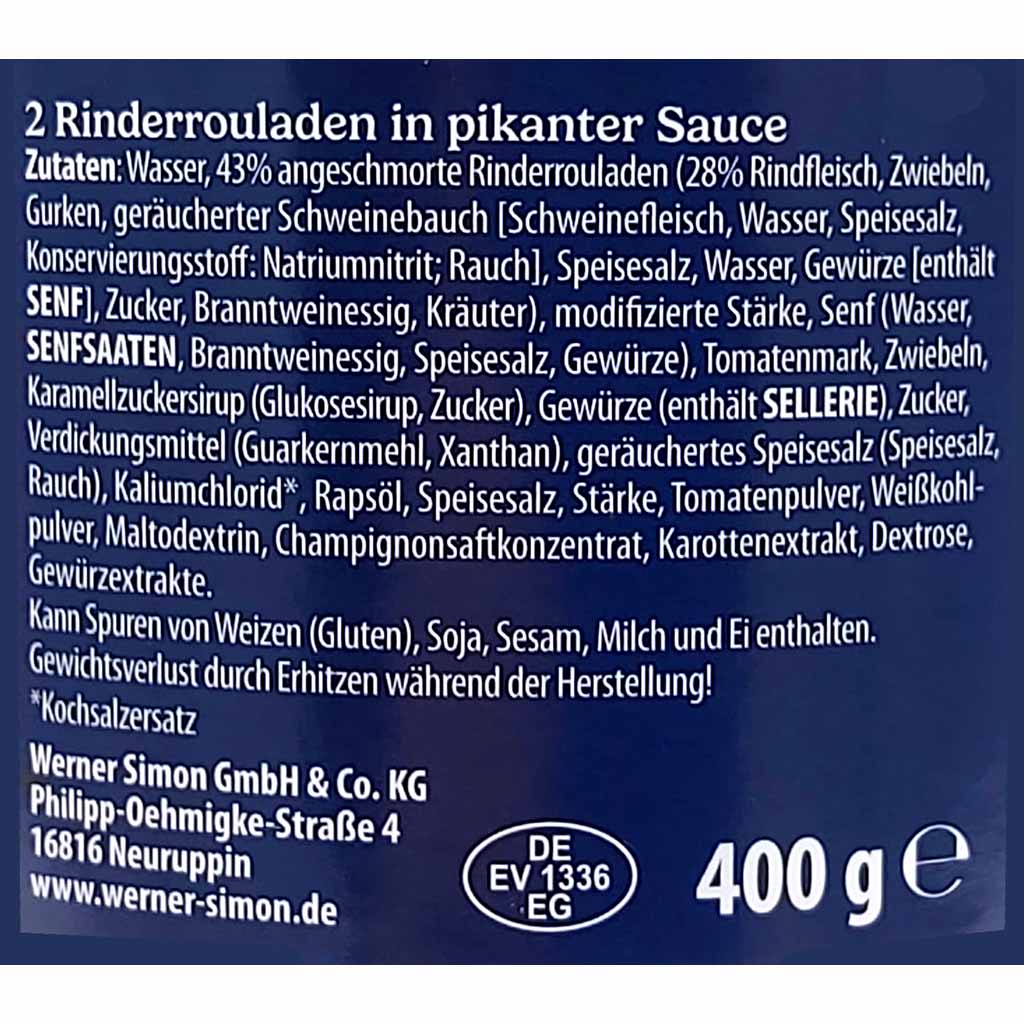 2 Rinderrouladen in pikanter Sauce
Zutaten: Wasser, 43% angeschmorte Rinderrouladen (28% Rindfleisch, Zwiebeln,
Gurken, geräucherter Schweinebauch [Schweinefleisch, Wasser, Speisesalz,
Konservierungsstoff: Natriumnitrit; Rauch], Speisesalz, Wasser, Gewürze [enthält
SENF], Zucker, Branntweinessig, Kräuter), modifizierte Stärke, Senf (Wasser,
SENFSAATEN, Branntweinessig, Speisesalz, Gewürze), Tomatenmark, Zwiebeln,
Karamellzuckersirup (Glukosesirup, Zucker), Gewürze (enthält SELLERIE), Zucker,
Verdickungsmittel (Guarkernmehl, Xanthan), geräuchertes Speisesalz (Speisesalz,
Rauch), Kaliumchlorid*, Rapsöl, Speisesalz, Stärke, Tomatenpulver, Weißkohl-
pulver, Maltodextrin, Champignonsaftkonzentrat, Karottenextrakt, Dextrose,
Gewürzextrakte.
Kann Spuren von Weizen (Gluten), Soja, Sesam, Milch und Ei enthalten.
Gewichtsverlust durch Erhitzen während der Herstellung!
*Kochsalzersatz
Werner Simon GmbH & Co. KG
Philipp-Oehmigke-Straße 4
16816 Neuruppin
www.werner-simon.de
DE
EV 1336
EG
400 g ℮